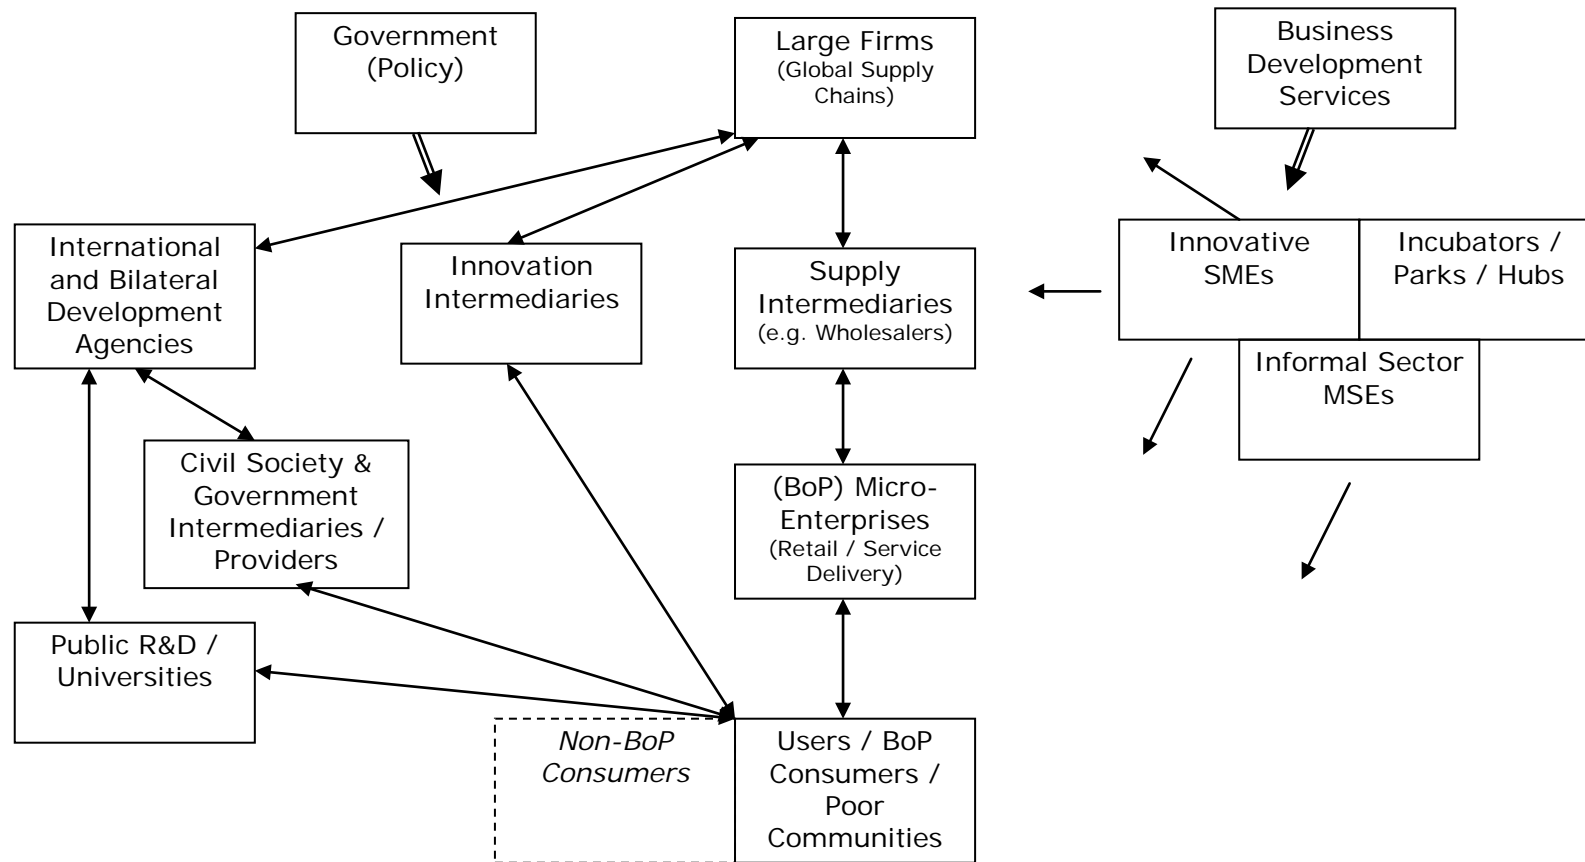 Government
(Policy)
Large Firms
(Global Supply
Chains)
Business
Development
Services
International
and Bilateral
Development
Agencies
Innovation
Intermediaries
Supply
Intermediaries
(e.g. Wholesalers)
Innovative
SMEs
Incubators /
Parks / Hubs
Informal Sector
MSEs
Civil Society &
Government
Intermediaries /
Providers
(BoP) Micro-
Enterprises
(Retail / Service
Delivery)
Public R&D /
Universities
Non-BoP
Consumers
Users / BoP
Consumers /
Poor
Communities